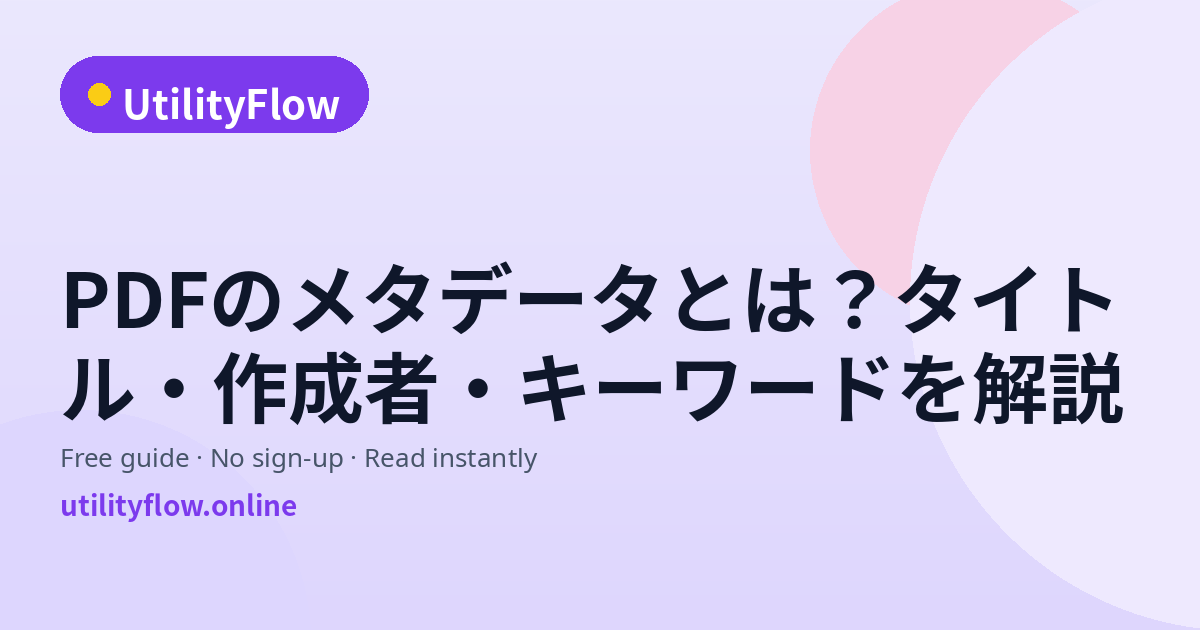 UtilityFlow
PDFのメタデータとは？タイト
ル・作成者・キーワードを解説
Free guide · No sign-up · Read instantly
utilityflow.online